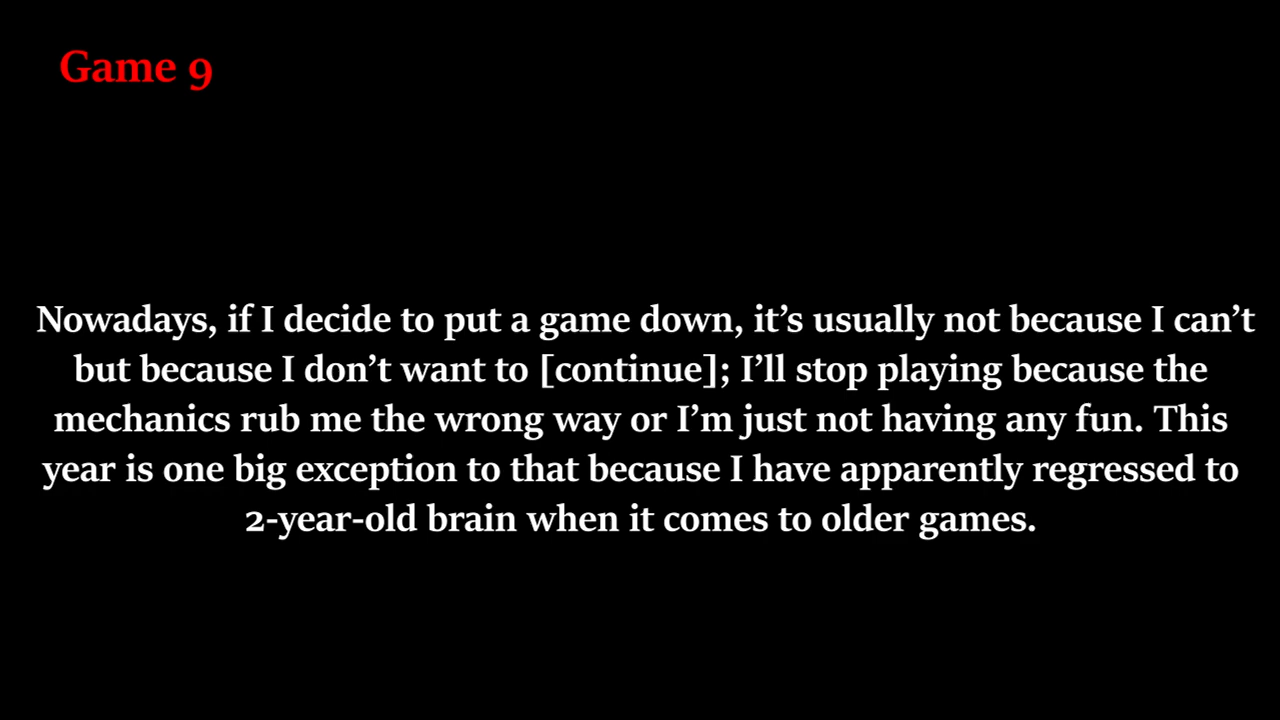 Game 9
Nowadays, if I decide to put a game down, it’s usually not because I can’t
but because I don’t want to [continue]; I’ll stop playing because the
mechanics rub me the wrong way or I’m just not having any fun. This
year is one big exception to that because I have apparently regressed to
2-year-old brain when it comes to older games.